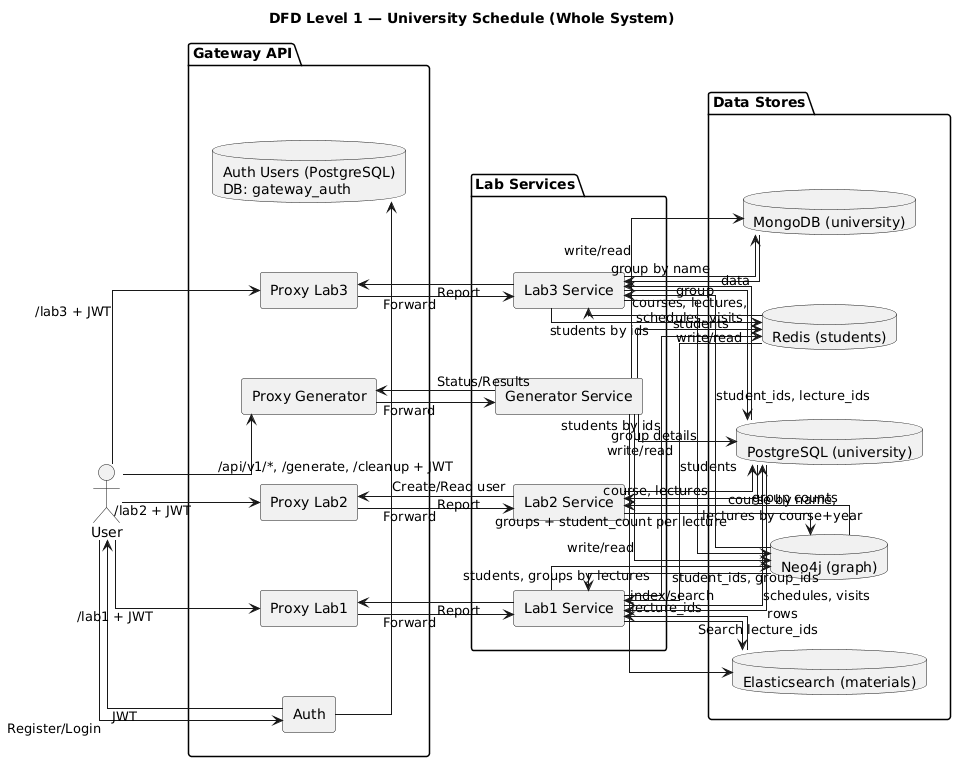 DFD Level 1 — University Schedule (Whole System)
Gateway API
Data Stores
Auth Users (PostgreSQL)
DB: gateway_auth
Lab Services
MongoDB (university)
write/read
group by name
data
Proxy Lab3
Lab3 Service
group
Report
Forward
courses, lectures,
schedules, visits
/lab3 + JWT
students by ids
students
write/read
Redis (students)
Status/Results
Proxy Generator
Generator Service
student_ids, lecture_ids
Forward
students by ids
group details
write/read
PostgreSQL (university)
/api/v1/*, /generate, /cleanup + JWT
students
Create/Read user
course, lectures
Proxy Lab2
Lab2 Service
group counts
course by name,
lectures by course+year
Report
Forward
/lab2 + JWT
groups + student_count per lecture
User
write/read
Neo4j (graph)
students, groups by lectures
student_ids, group_ids
index/search
schedules, visits
Proxy Lab1
Lab1 Service
lecture_ids
Report
Forward
/lab1 + JWT
rows
Search
lecture_ids
Elasticsearch (materials)
Auth
JWT
Register/Login